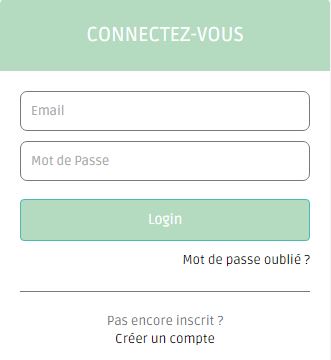 CONNECTEZ-VOUS
Email
Mot de Passe
Login
Mot de passe oublié ?
Pas encore inscrit ?
Créer un compte